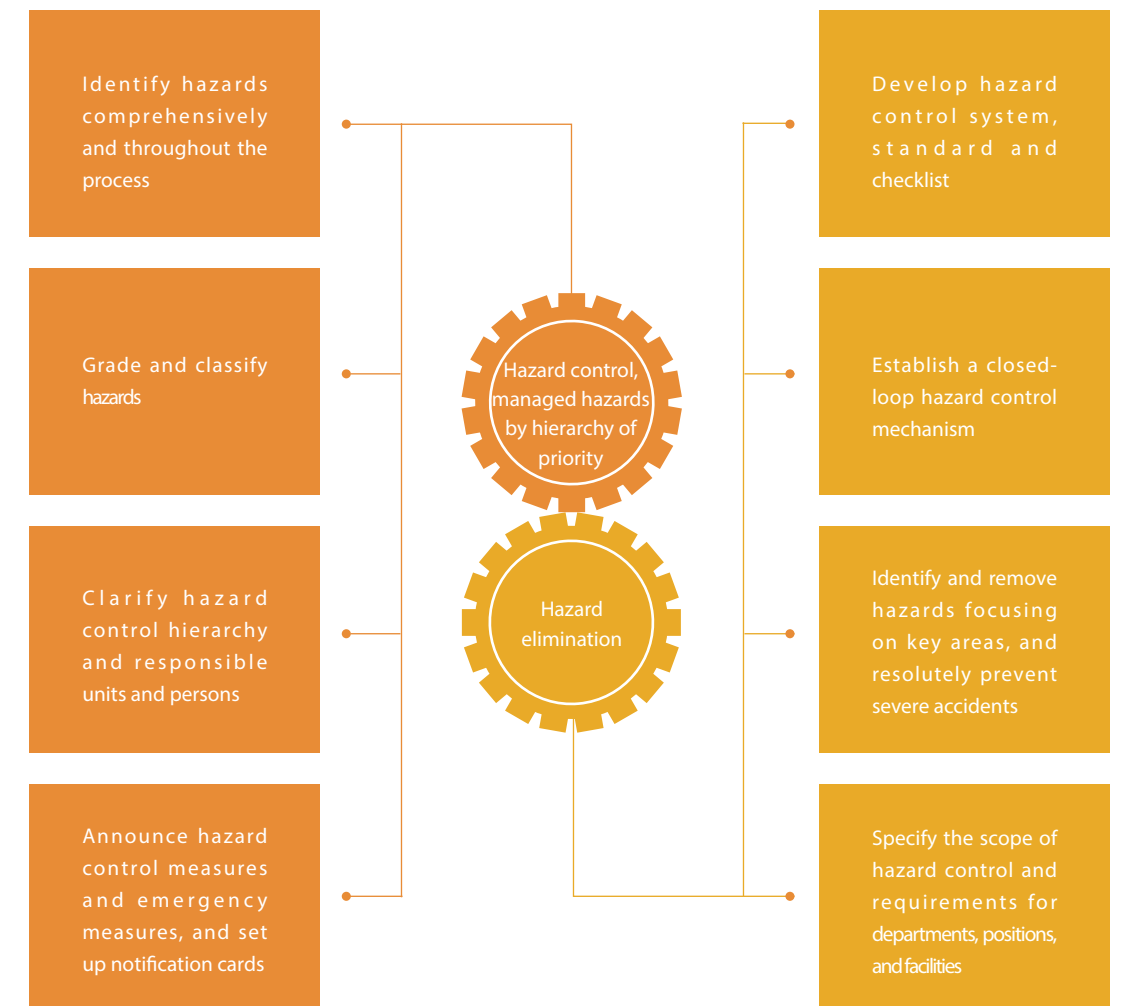 Identify hazards
comprehensively
and throughout the
process
Grade and classify
hazards
Clarify hazard
control hierarchy
and responsible
units and persons
Announce hazard
control measures
and emergency
measures, and set
up notification cards
Hazard control,
managed hazards
by hierarchy of
priority
Hazard
elimination
Develop hazard
control system,
standard and
checklist
Establish a closed-
loop hazard control
mechanism
Identify and remove
hazards focusing
on key areas, and
resolutely prevent
severe accidents
Specify the scope of
hazard control and
requirements for
departments, positions,
and facilities